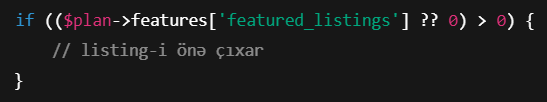 if (($plan->features['featured_listings'] ?? 0) > 0) {
    // listing-i önə çıxar
}